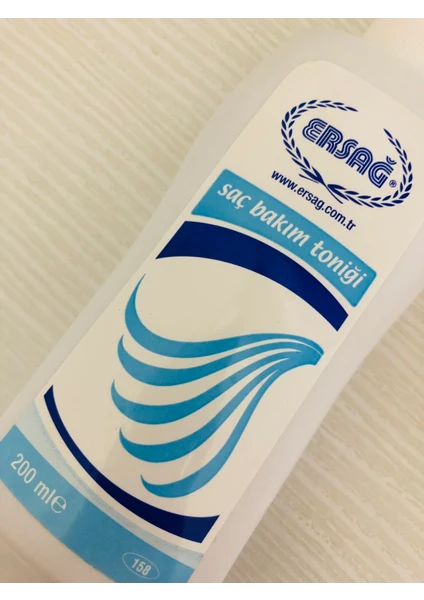 ERSAĞ®
www.ersag.com.tr
saç bakım toniği
200 ml℮
158